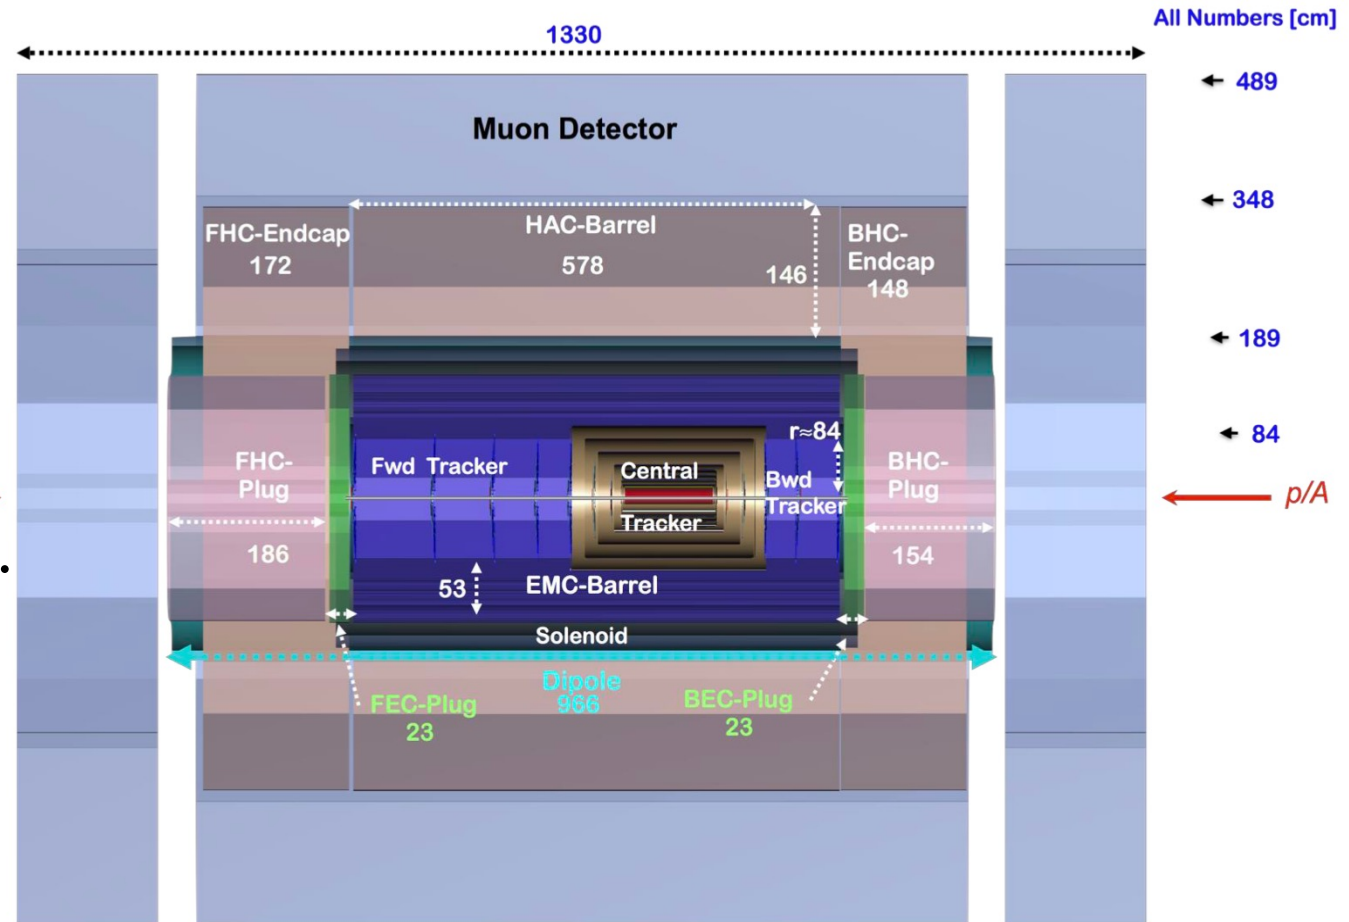 All Numbers [cm]
1330
489
Muon Detector
348
FHC-Endcap
172
HAC-Barrel
578
146
BHC-
Endcap
148
189
r≈84
84
Fwd Tracker
Central
Tracker
Bwd
Tracker
FHC-
Plug
186
BHC-
Plug
154
p/A
53
EMC-Barrel
Solenoid
Dipole
966
FEC-Plug
23
BEC-Plug
23